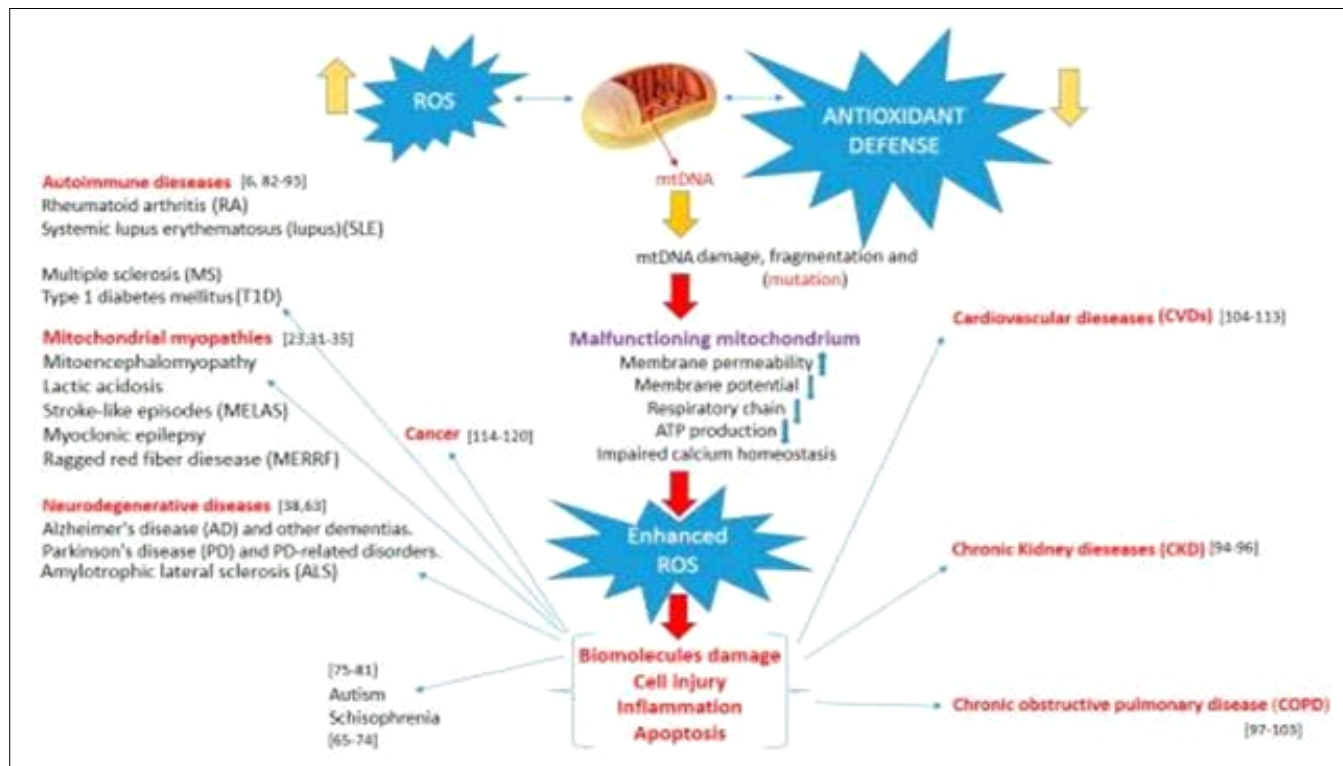 ROS
ANTIOXIDANT
DEFENSE
mtDNA
mtDNA damage, fragmentation and
(mutation)
Malfunctioning mitochondrium
Membrane permeability
Membrane potential
Respiratory chain
ATP production
Impaired calcium homeostasis
Enhanced
ROS
Biomolecules damage
Cell injury
Inflammation
Apoptosis
Autoimmune dieseases [6, 82-93]
Rheumatoid arthritis (RA)
Systemic lupus erythematosus (lupus)(SLE)
Multiple sclerosis (MS)
Type 1 diabetes mellitus (T1D)
Mitochondrial myopathies [23,31-35]
Mitoencephalomyopathy
Lactic acidosis
Stroke-like episodes (MELAS)
Myoclonic epilepsy
Ragged red fiber diesease (MERRF)
Cancer [114-120]
Neurodegenerative diseases [38,63]
Alzheimer's disease (AD) and other dementias.
Parkinson's disease (PD) and PD-related disorders.
Amylotrophic lateral sclerosis (ALS)
[75-81]
Autism
Schisophrenia
[65-74]
Cardiovascular dieseases (CVDs) [104-113]
Chronic Kidney dieseases (CKD) [94-96]
Chronic obstructive pulmonary disease (COPD)
[97-103]